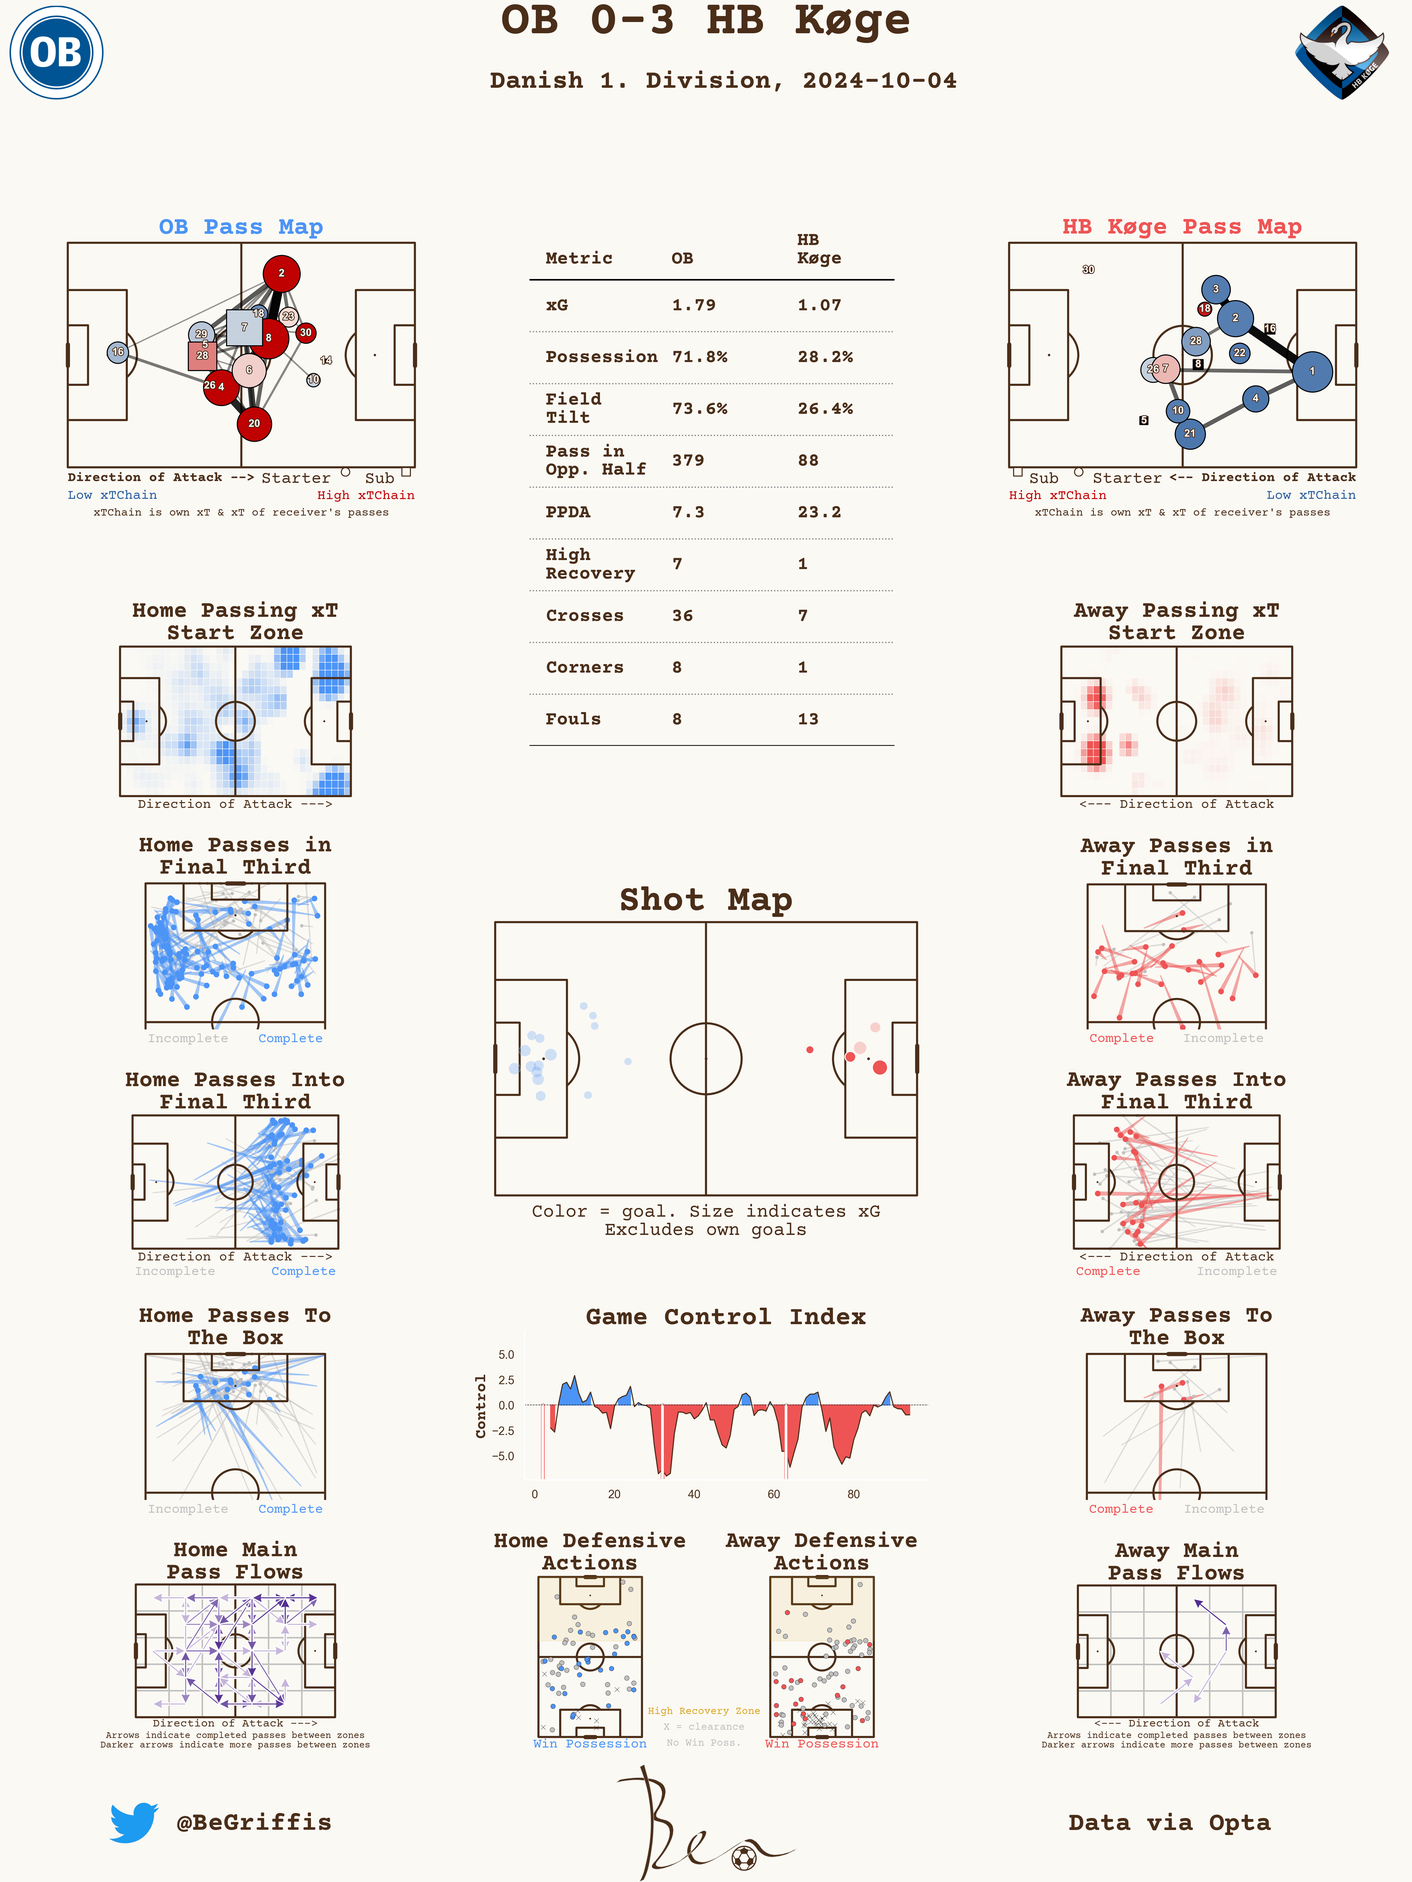 OB 0-3 HB Køge
Danish 1. Division, 2024-10-04
OB
HB KØGE
OB Pass Map
2
18
23
7
8
30
29
5
28
16
14
6
10
26
4
20
Direction of Attack --> Starter Sub
Low xTChain High xTChain
xTChain is own xT & xT of receiver's passes
Metric OB HB Køge
xG 1.79 1.07
Possession 71.8% 28.2%
Field Tilt 73.6% 26.4%
Pass in Opp. Half 379 88
PPDA 7.3 23.2
High Recovery 7 1
Crosses 36 7
Corners 8 1
Fouls 8 13
HB Køge Pass Map
30
3
18
2
16
28
22
8
26
7
1
4
10
5
21
Sub Starter <-- Direction of Attack
High xTChain Low xTChain
xTChain is own xT & xT of receiver's passes
Home Passing xT
Start Zone
Direction of Attack --->
Away Passing xT
Start Zone
<--- Direction of Attack
Home Passes in
Final Third
Incomplete Complete
Away Passes in
Final Third
Complete Incomplete
Shot Map
Color = goal. Size indicates xG
Excludes own goals
Home Passes Into
Final Third
Direction of Attack --->
Incomplete Complete
Away Passes Into
Final Third
<--- Direction of Attack
Complete Incomplete
Home Passes To
The Box
Incomplete Complete
Game Control Index
Control
5.0
2.5
0.0
−2.5
−5.0
0 20 40 60 80
Away Passes To
The Box
Complete Incomplete
Home Main
Pass Flows
Direction of Attack --->
Arrows indicate completed passes between zones
Darker arrows indicate more passes between zones
Home Defensive
Actions
Win Possession
High Recovery Zone
X = clearance
No Win Poss.
Away Defensive
Actions
Win Possession
Away Main
Pass Flows
<--- Direction of Attack
Arrows indicate completed passes between zones
Darker arrows indicate more passes between zones
@BeGriffis
Ben
Data via Opta